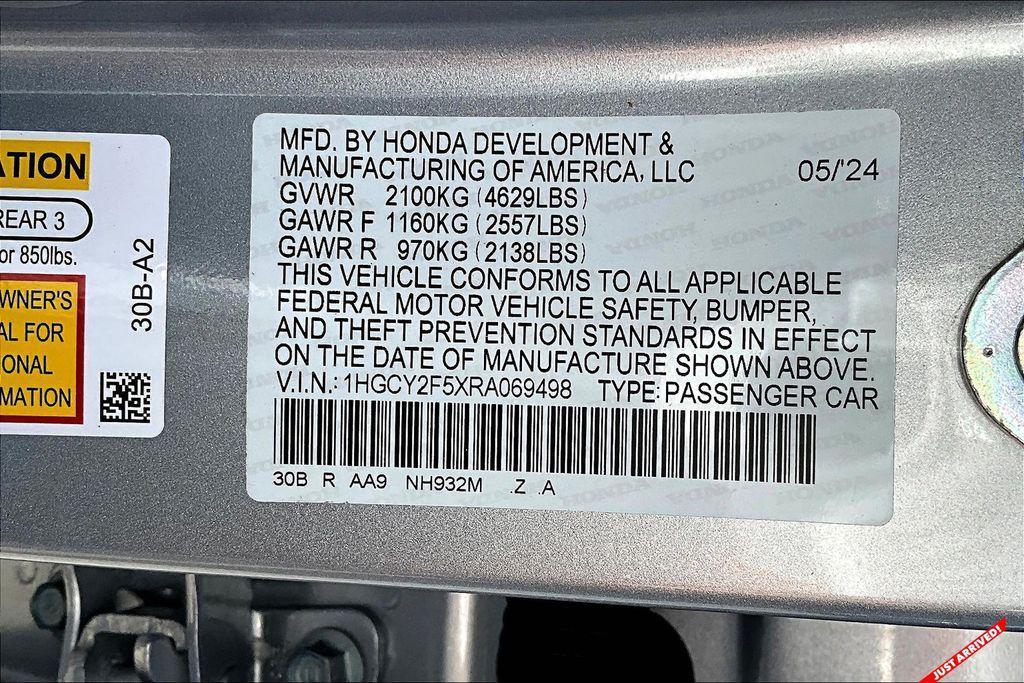 ATION
REAR 3
or 850lbs.
OWNER'S
AL FOR
IONAL
RMATION
30B-A2
MFD. BY HONDA DEVELOPMENT &
MANUFACTURING OF AMERICA, LLC 05/'24
GVWR 2100KG (4629LBS)
GAWR F 1160KG (2557LBS)
GAWR R 970KG (2138LBS)
THIS VEHICLE CONFORMS TO ALL APPLICABLE
FEDERAL MOTOR VEHICLE SAFETY, BUMPER,
AND THEFT PREVENTION STANDARDS IN EFFECT
ON THE DATE OF MANUFACTURE SHOWN ABOVE.
V.I.N.: 1HGCY2F5XRA069498 TYPE: PASSENGER CAR
30B R AA9 NH932M .Z .A
JUST ARRIVED!